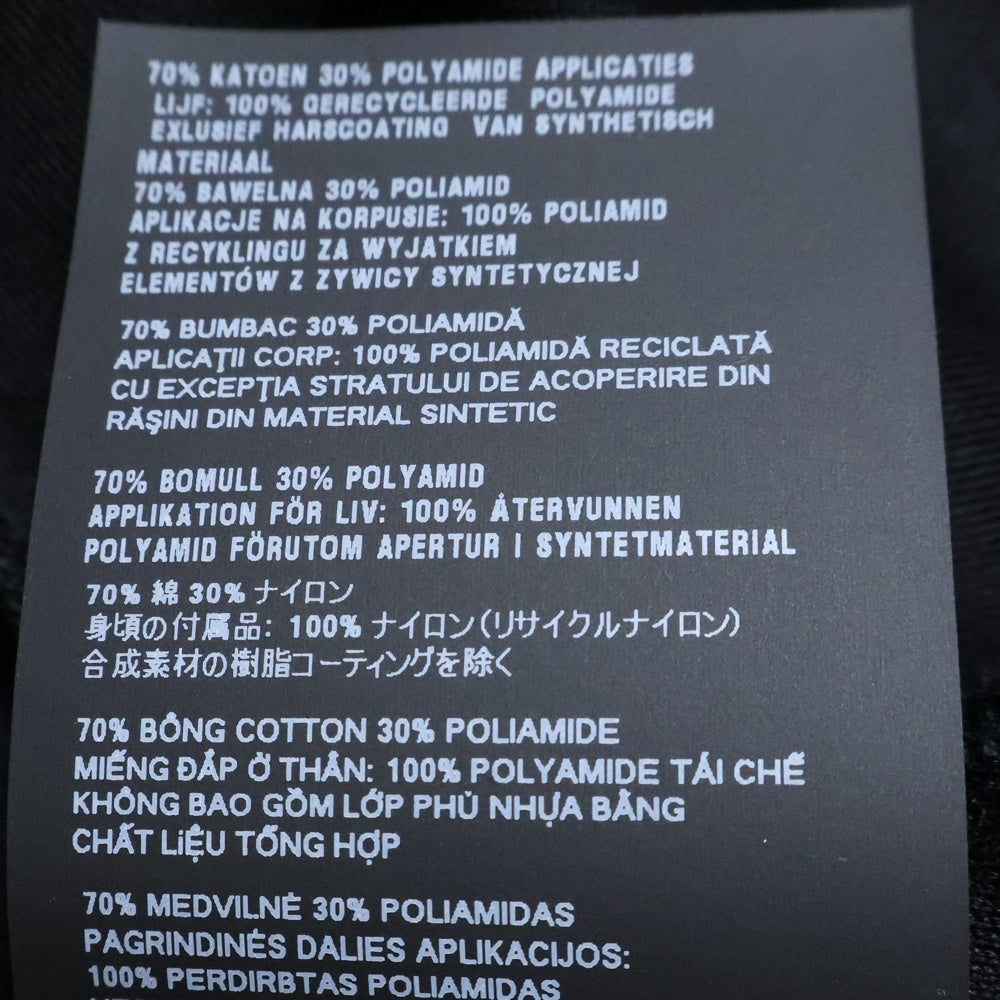 70% KATOEN 30% POLYAMIDE APPLICATIES
LIJF: 100% GERECYCLEERDE POLYAMIDE
EXLUSIEF HARSCOATING VAN SYNTHETISCH
MATERIAAL
70% BAWELNA 30% POLIAMID
APLIKACJE NA KORPUSIE: 100% POLIAMID
Z RECYKLINGU ZA WYJATKIEM
ELEMENTÓW Z ZYWICY SYNTETYCZNEJ
70% BUMBAC 30% POLIAMIDĂ
APLICAŢII CORP: 100% POLIAMIDĂ RECICLATĂ
CU EXCEPŢIA STRATULUI DE ACOPERIRE DIN
RĂŞINI DIN MATERIAL SINTETIC
70% BOMULL 30% POLYAMID
APPLIKATION FÖR LIV: 100% ÅTERVUNNEN
POLYAMID FÖRUTOM APERTUR I SYNTETMATERIAL
70% 綿 30% ナイロン
身頃の付属品: 100% ナイロン(リサイクルナイロン)
合成素材の樹脂コーティングを除く
70% BÔNG COTTON 30% POLIAMIDE
MIẾNG ĐẮP Ở THÂN: 100% POLYAMIDE TÁI CHẾ
KHÔNG BAO GỒM LỚP PHỦ NHỰA BẰNG
CHẤT LIỆU TỔNG HỢP
70% MEDVILNĖ 30% POLIAMIDAS
PAGRINDINĖS DALIES APLIKACIJOS:
100% PERDIRBTAS POLIAMIDAS